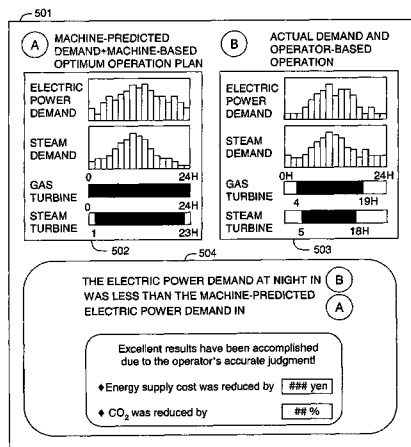 501
A MACHINE-PREDICTED
DEMAND+MACHINE-BASED
OPTIMUM OPERATION PLAN
ELECTRIC
POWER
DEMAND
STEAM
DEMAND
0 24H
GAS
TURBINE
0 24H
STEAM
TURBINE
1 23H
502
B ACTUAL DEMAND AND
OPERATOR-BASED
OPERATION
ELECTRIC
POWER
DEMAND
STEAM
DEMAND
0H 24H
GAS
TURBINE
4 19H
STEAM
TURBINE
5 18H
503
504
THE ELECTRIC POWER DEMAND AT NIGHT IN B
WAS LESS THAN THE MACHINE-PREDICTED
ELECTRIC POWER DEMAND IN A
Excellent results have been accomplished
due to the operator's accurate judgment!
♦Energy supply cost was reduced by ### yen
♦ CO2 was reduced by ## %